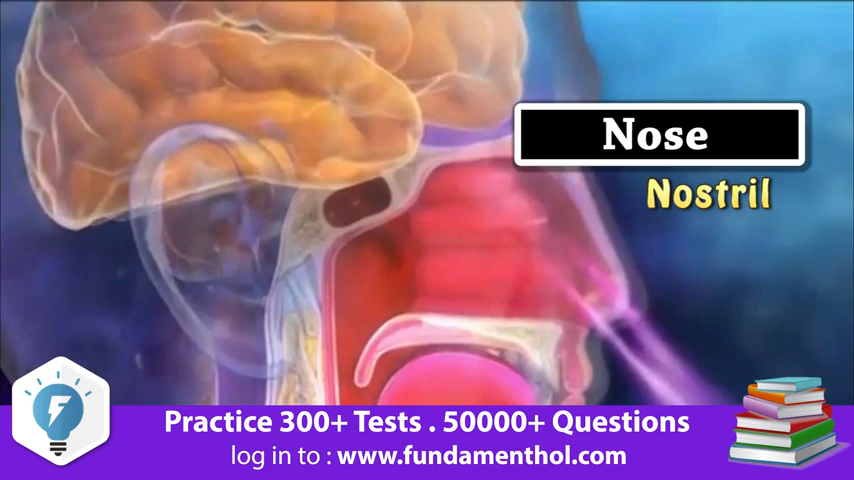 Nose
Nostril
Practice 300+ Tests . 50000+ Questions
log in to : www.fundamenthol.com